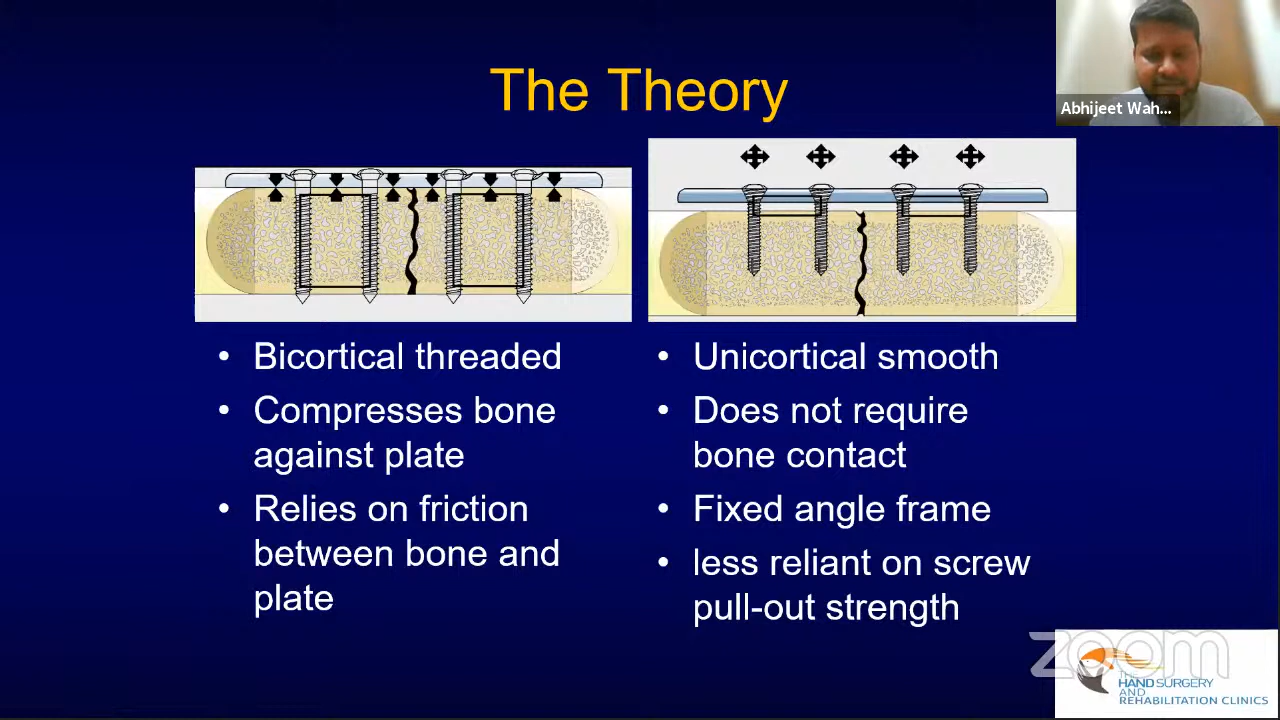 The Theory
Abhijeet Wah...
• Bicortical threaded
• Compresses bone
against plate
• Relies on friction
between bone and
plate
• Unicortical smooth
• Does not require
bone contact
• Fixed angle frame
• less reliant on screw
pull-out strength
zoom
THE
HAND SURGERY
AND
REHABILITATION CLINICS